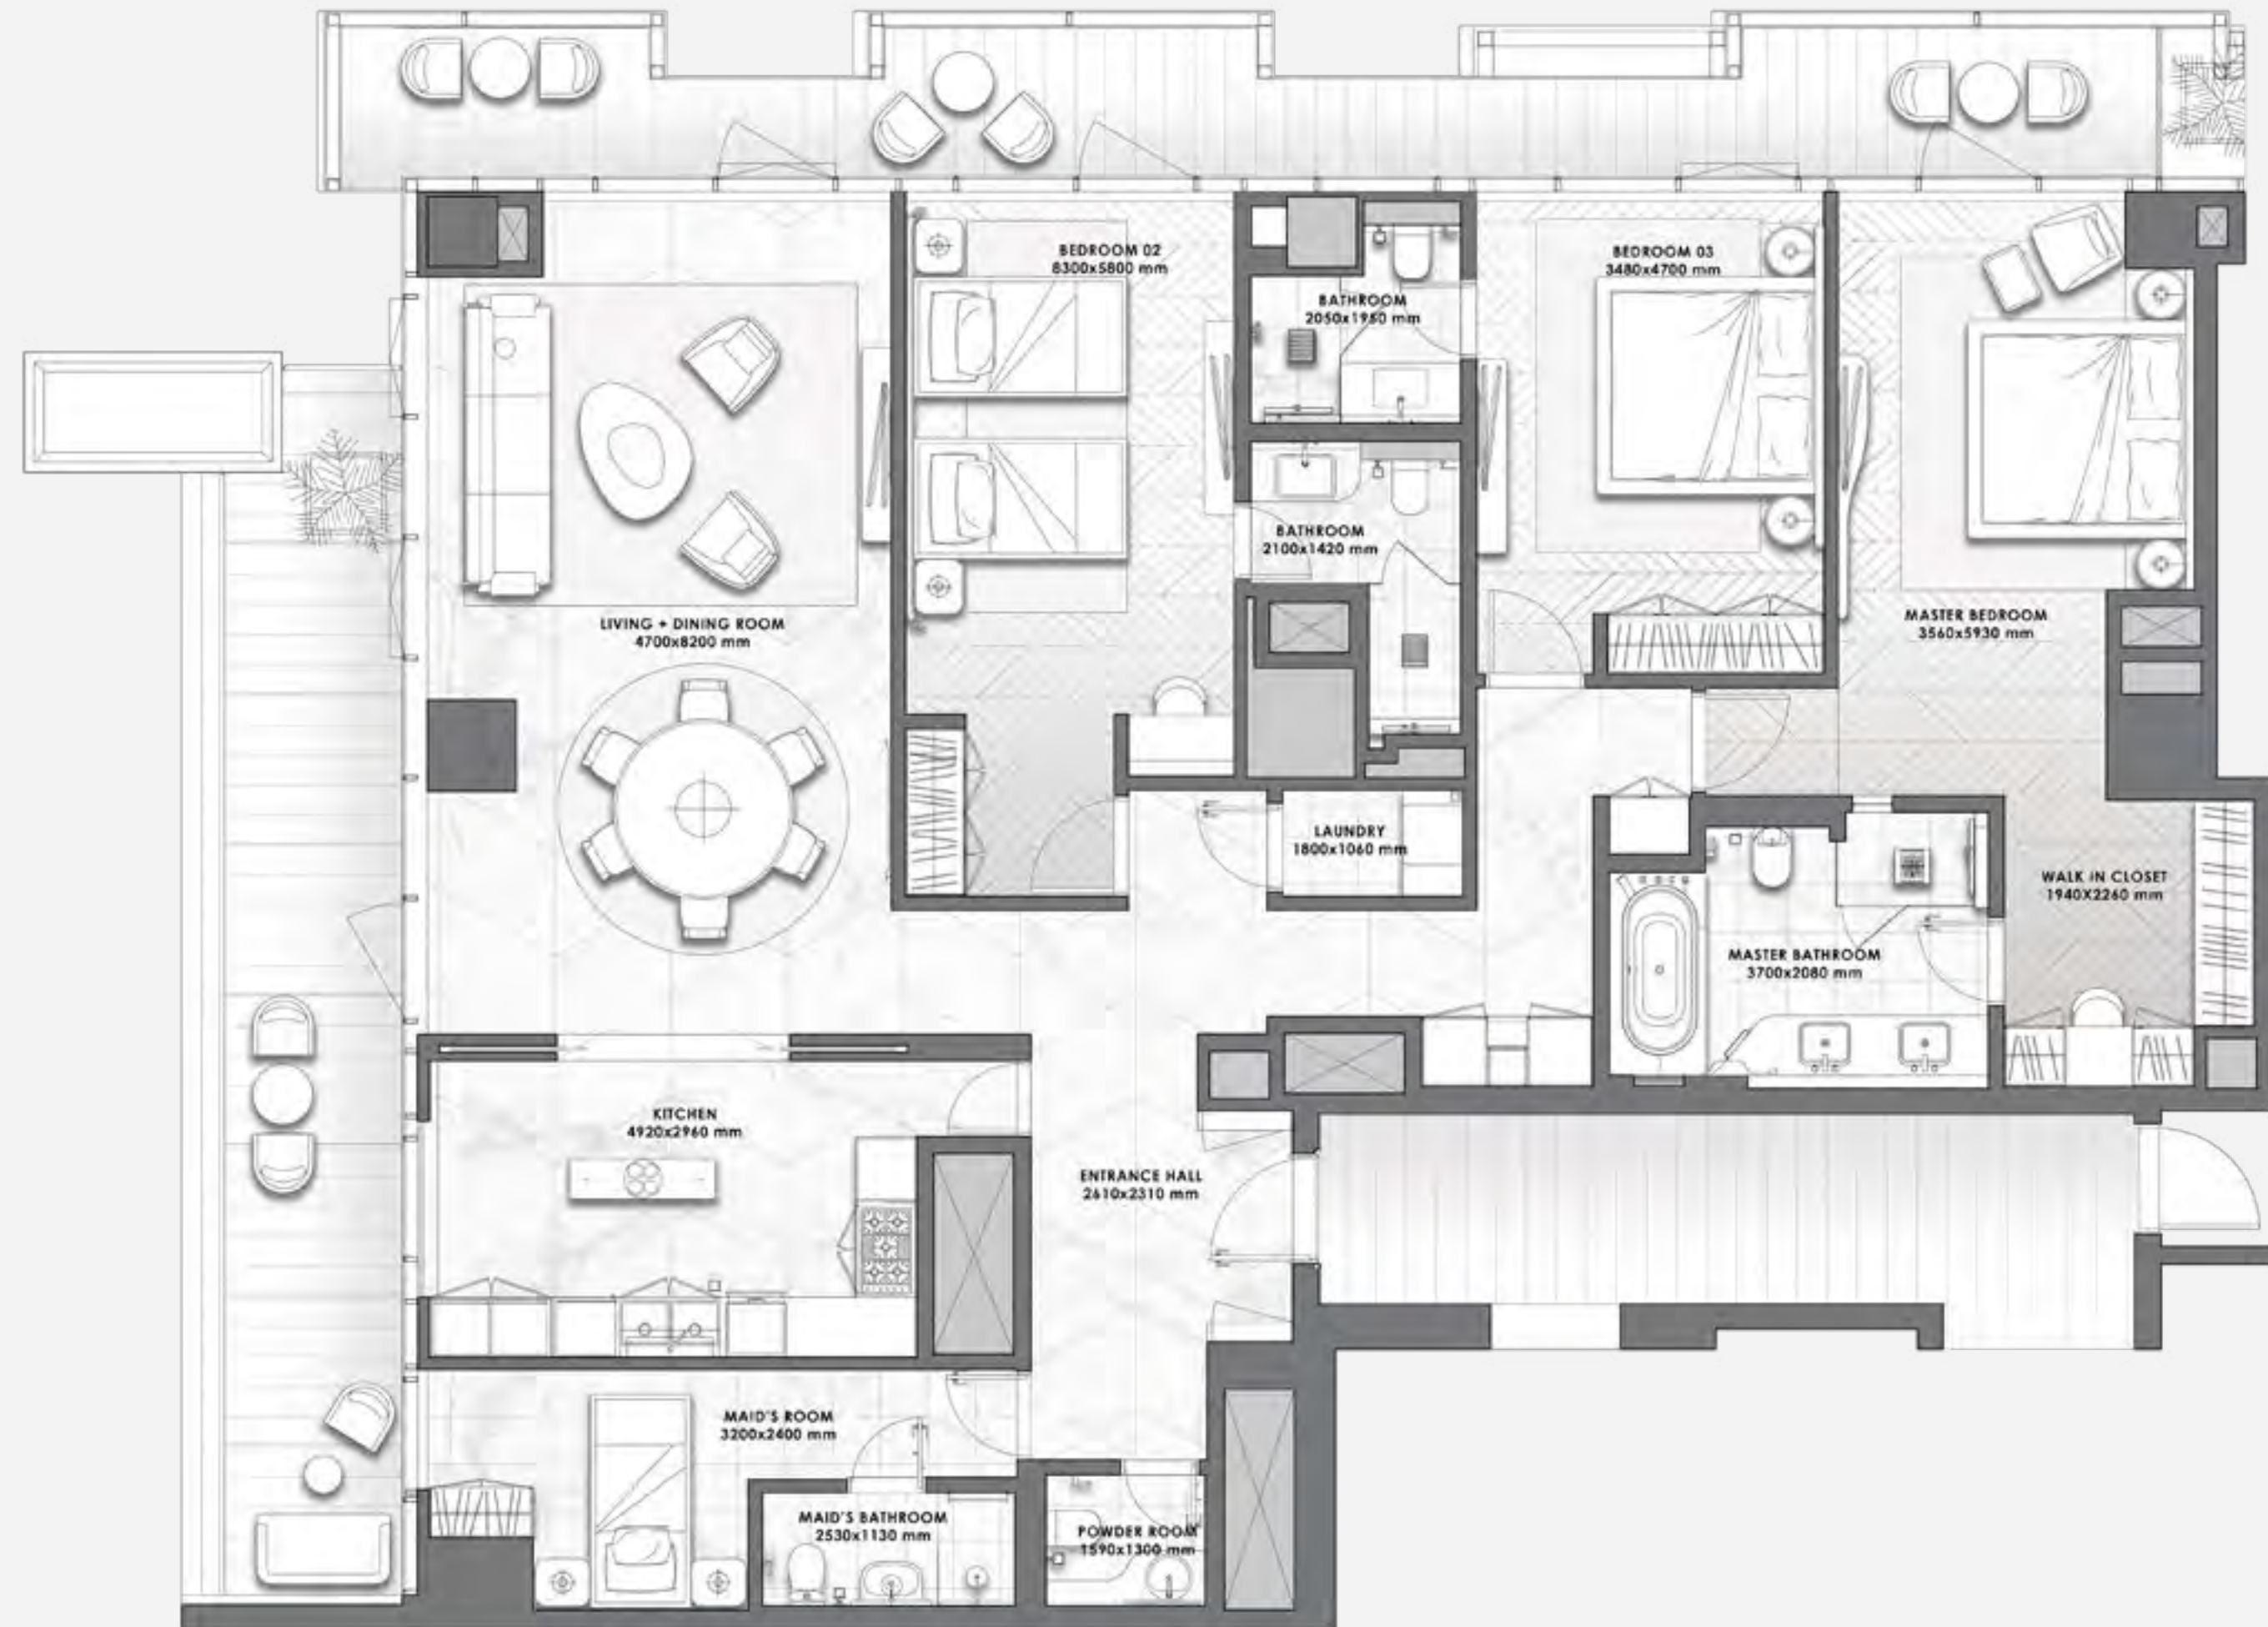 BEDROOM 02
8300x5800 mm
BEDROOM 03
3480x4700 mm
BATHROOM
2050x1950 mm
BATHROOM
2100x1420 mm
LIVING + DINING ROOM
4700x8200 mm
MASTER BEDROOM
3560x5930 mm
LAUNDRY
1800x1060 mm
WALK IN CLOSET
1940X2260 mm
MASTER BATHROOM
3700x2080 mm
KITCHEN
4920x2960 mm
ENTRANCE HALL
2610x2310 mm
MAID'S ROOM
3200x2400 mm
MAID'S BATHROOM
2530x1130 mm
POWDER ROOM
1590x1300 mm